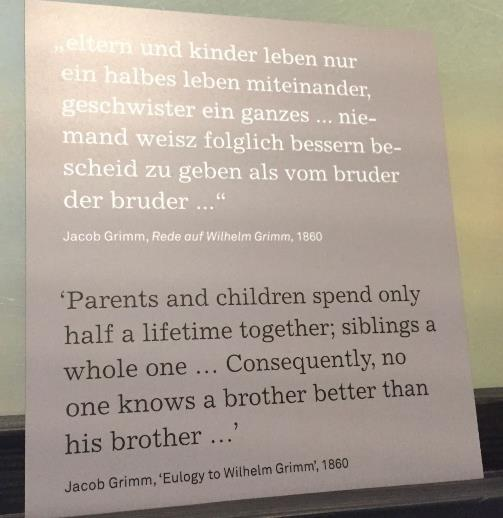 „eltern und kinder leben nur
ein halbes leben miteinander,
geschwister ein ganzes ... nie-
mand weisz folglich bessern be-
scheid zu geben als vom bruder
der bruder ...“
Jacob Grimm, Rede auf Wilhelm Grimm, 1860
‘Parents and children spend only
half a lifetime together; siblings a
whole one ... Consequently, no
one knows a brother better than
his brother ...’
Jacob Grimm, ‘Eulogy to Wilhelm Grimm’, 1860